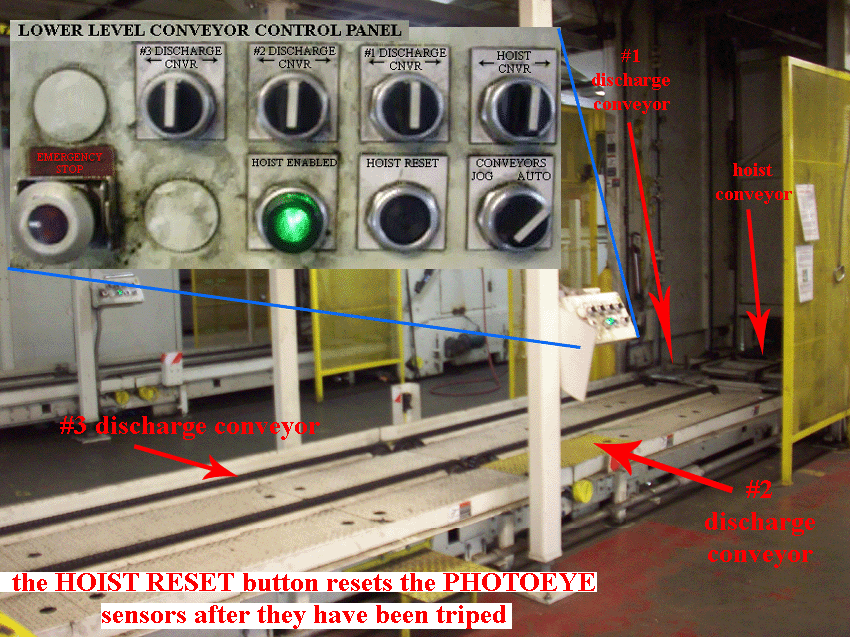 LOWER LEVEL CONVEYOR CONTROL PANEL
#3 DISCHARGE
CNVR
#2 DISCHARGE
CNVR
#1 DISCHARGE
CNVR
HOIST
CNVR
EMERGENCY
STOP
HOIST ENABLED
HOIST RESET
CONVEYORS
JOG AUTO
#1
discharge
conveyor
hoist
conveyor
#3 discharge conveyor
#2
discharge
conveyor
the HOIST RESET button resets the PHOTOEYE
sensors after they have been triped